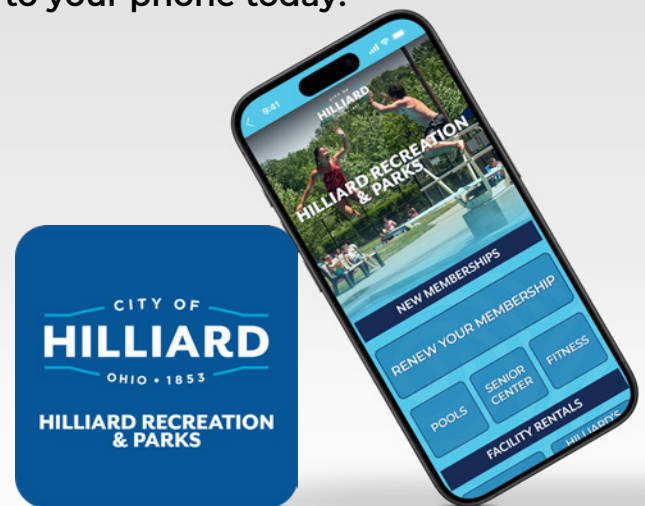 to your phone today!
CITY OF
HILLIARD
OHIO • 1853
HILLIARD RECREATION
& PARKS
9:41
CITY OF
HILLIARD
HILLIARD RECREATION
& PARKS
NEW MEMBERSHIPS
RENEW YOUR MEMBERSHIP
POOLS
SENIOR
CENTER
FITNESS
FACILITY RENTALS
HILLIARD'S